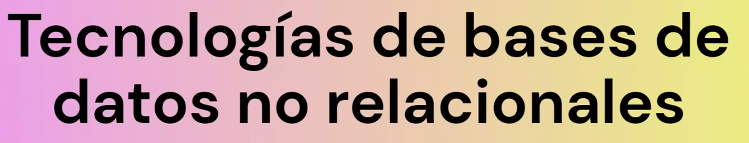 Tecnologías de bases de
datos no relacionales